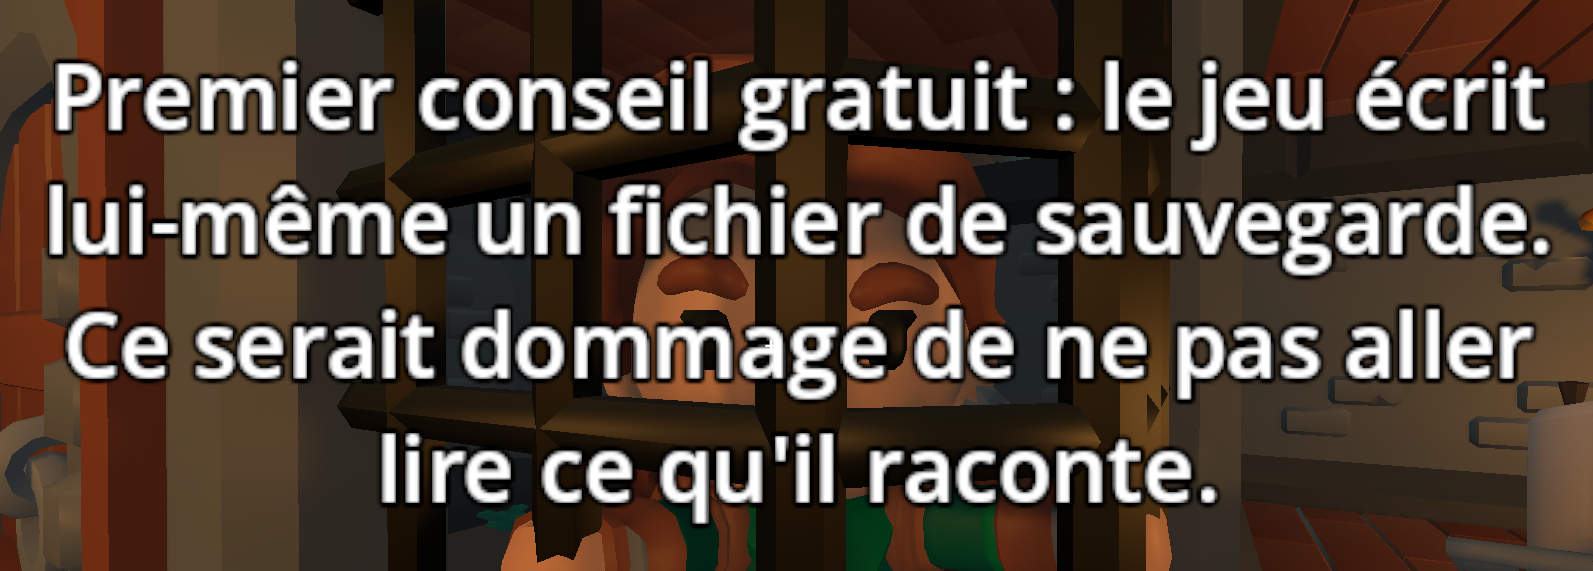 Premier conseil gratuit : le jeu écrit
lui-même un fichier de sauvegarde.
Ce serait dommage de ne pas aller
lire ce qu'il raconte.